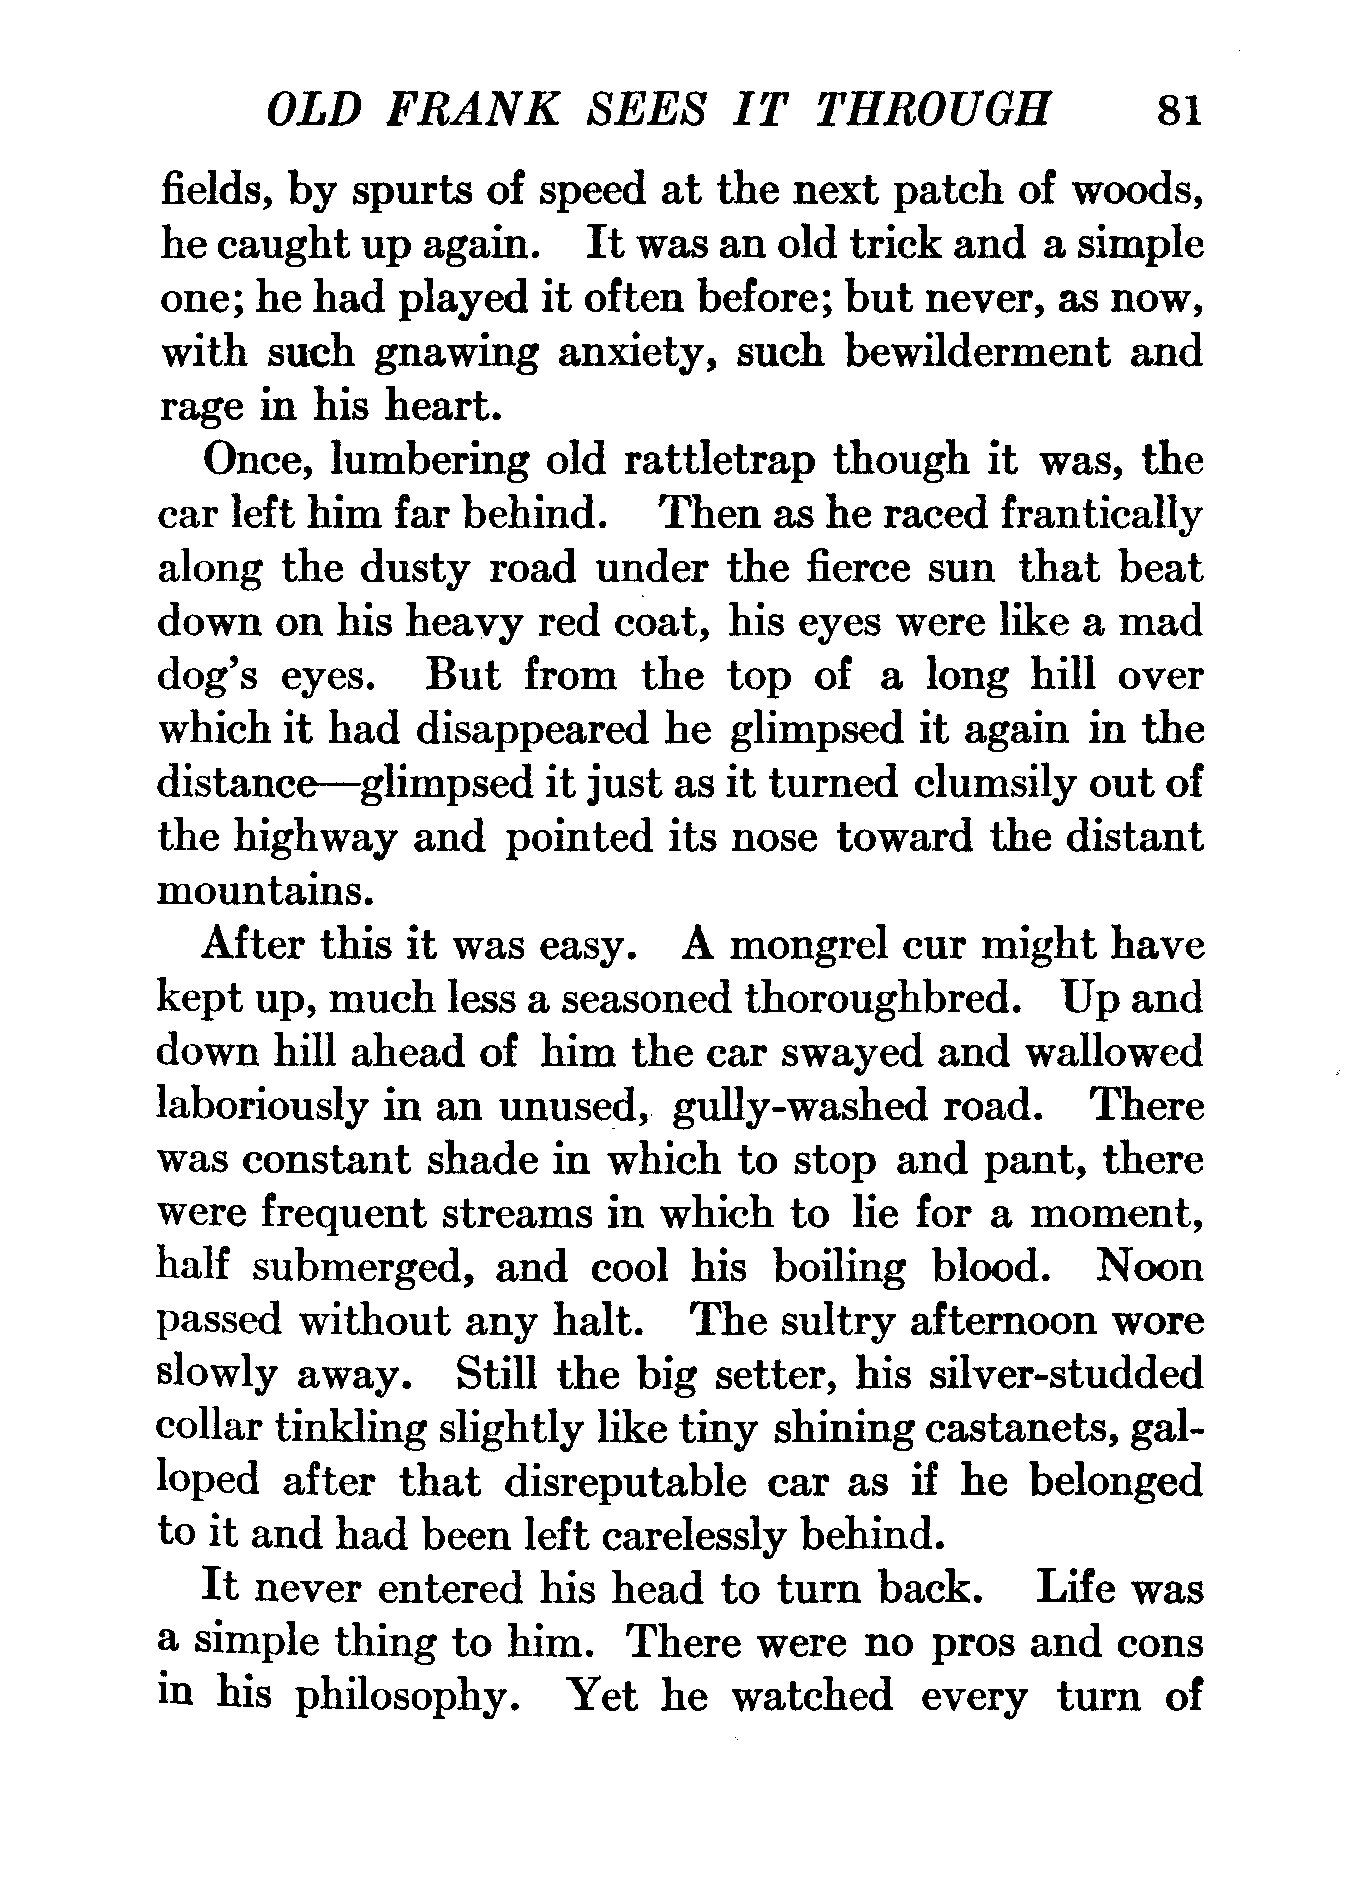 OLD FRANK SEES IT THROUGH 81
fields, by spurts of speed at the next patch of woods,
he caught up again. It was an old trick and a simple
one; he had played it often before; but never, as now,
with such gnawing anxiety, such bewilderment and
rage in his heart.
Once, lumbering old rattletrap though it was, the
car left him far behind. Then as he raced frantically
along the dusty road under the fierce sun that beat
down on his heavy red coat, his eyes were like a mad
dog's eyes. But from the top of a long hill over
which it had disappeared he glimpsed it again in the
distance—glimpsed it just as it turned clumsily out of
the highway and pointed its nose toward the distant
mountains.
After this it was easy. A mongrel cur might have
kept up, much less a seasoned thoroughbred. Up and
down hill ahead of him the car swayed and wallowed
laboriously in an unused, gully-washed road. There
was constant shade in which to stop and pant, there
were frequent streams in which to lie for a moment,
half submerged, and cool his boiling blood. Noon
passed without any halt. The sultry afternoon wore
slowly away. Still the big setter, his silver-studded
collar tinkling slightly like tiny shining castanets, gal-
loped after that disreputable car as if he belonged
to it and had been left carelessly behind.
It never entered his head to turn back. Life was
a simple thing to him. There were no pros and cons
in his philosophy. Yet he watched every turn of